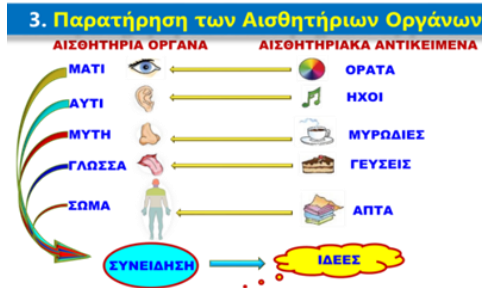 3. Παρατήρηση των Αισθητήριων Οργάνων
ΑΙΣΘΗΤΗΡΙΑ ΟΡΓΑΝΑ ΑΙΣΘΗΤΗΡΙΑΚΑ ΑΝΤΙΚΕΙΜΕΝΑ
ΜΑΤΙ ΟΡΑΤΑ
ΑΥΤΙ ΗΧΟΙ
ΜΥΤΗ ΜΥΡΩΔΙΕΣ
ΓΛΩΣΣΑ ΓΕΥΣΕΙΣ
ΣΩΜΑ ΑΠΤΑ
ΣΥΝΕΙΔΗΣΗ ΙΔΕΕΣ